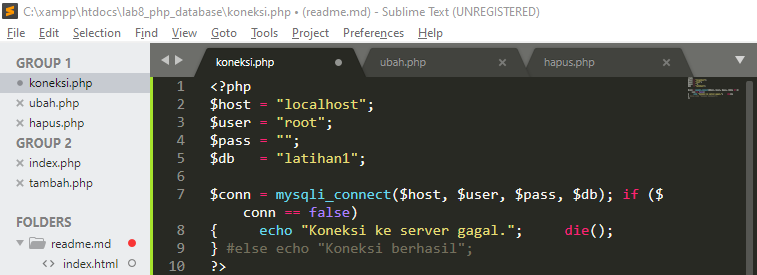 C:\xampp\htdocs\lab8_php_database\koneksi.php • (readme.md) - Sublime Text (UNREGISTERED)
File Edit Selection Find View Goto Tools Project Preferences Help
GROUP 1
koneksi.php
ubah.php
hapus.php
GROUP 2
index.php
tambah.php
FOLDERS
readme.md
<> index.html
koneksi.php ubah.php hapus.php
1 <?php
2 $host = "localhost";
3 $user = "root";
4 $pass = "";
5 $db   = "latihan1";
6
7 $conn = mysqli_connect($host, $user, $pass, $db); if ($
conn == false)
8 {     echo "Koneksi ke server gagal.";     die();
9 } #else echo "Koneksi berhasil";
10 ?>